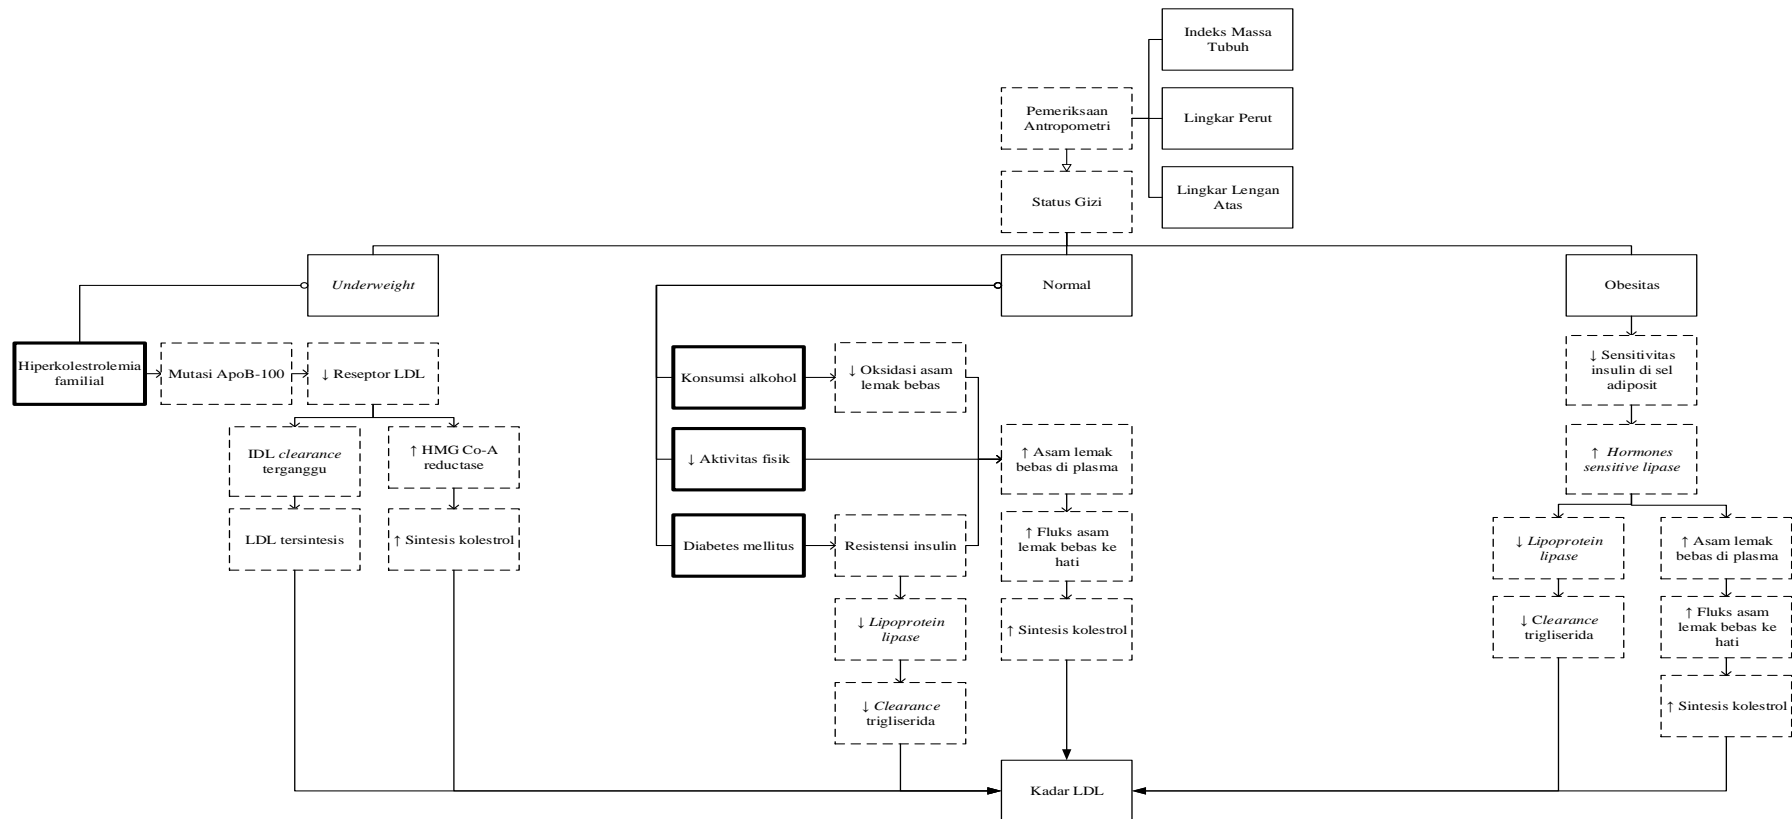 Indeks Massa
Tubuh
Pemeriksaan
Antropometri
Lingkar Perut
Status Gizi
Lingkar Lengan
Atas
Underweight
Normal
Obesitas
Hiperkolestrolemia
familial
Mutasi ApoB-100
↓ Reseptor LDL
Konsumsi alkohol
↓ Oksidasi asam
lemak bebas
↓ Sensitivitas
insulin di sel
adiposit
IDL clearance
terganggu
↑ HMG Co-A
reductase
↓ Aktivitas fisik
↑ Asam lemak
bebas di plasma
↑ Hormones
sensitive lipase
LDL tersintesis
↑ Sintesis kolestrol
Diabetes mellitus
Resistensi insulin
↑ Fluks asam
lemak bebas ke
hati
↓ Lipoprotein
lipase
↑ Asam lemak
bebas di plasma
↓ Lipoprotein
lipase
↑ Sintesis kolestrol
↓ Clearance
trigliserida
↑ Fluks asam
lemak bebas ke
hati
↓ Clearance
trigliserida
↑ Sintesis kolestrol
Kadar LDL